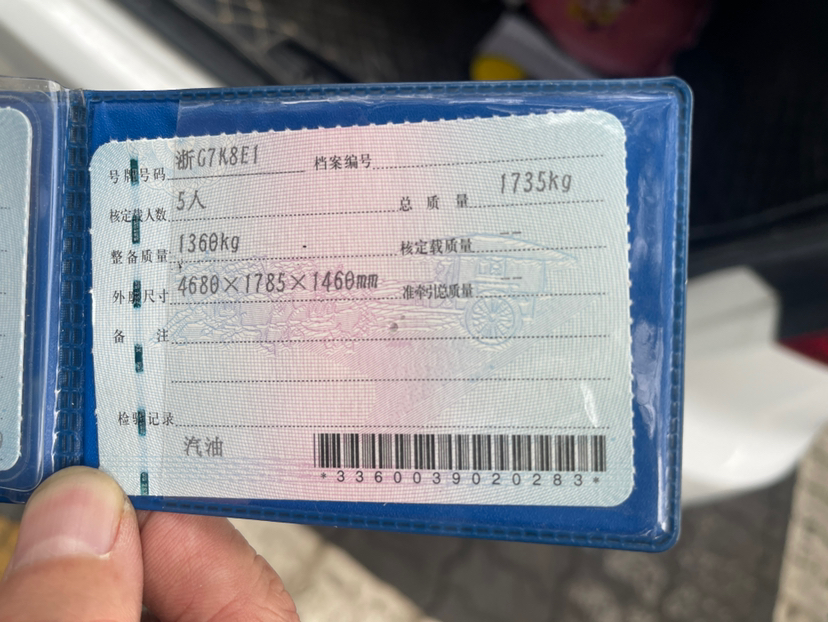 号牌号码 浙G7K8E1 档案编号
核定载人数 5人 总质量 1735kg
整备质量 1360kg 核定载质量 --
外廓尺寸 4680×1785×1460mm 准牵引总质量 --
备注
检验记录
汽油
*3360039020283*